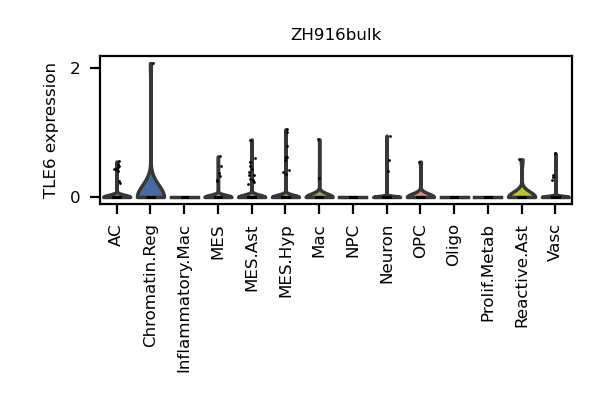 ZH916bulk
TLE6 expression
2
0
AC
Chromatin.Reg
Inflammatory.Mac
MES
MES.Ast
MES.Hyp
Mac
NPC
Neuron
OPC
Oligo
Prolif.Metab
Reactive.Ast
Vasc